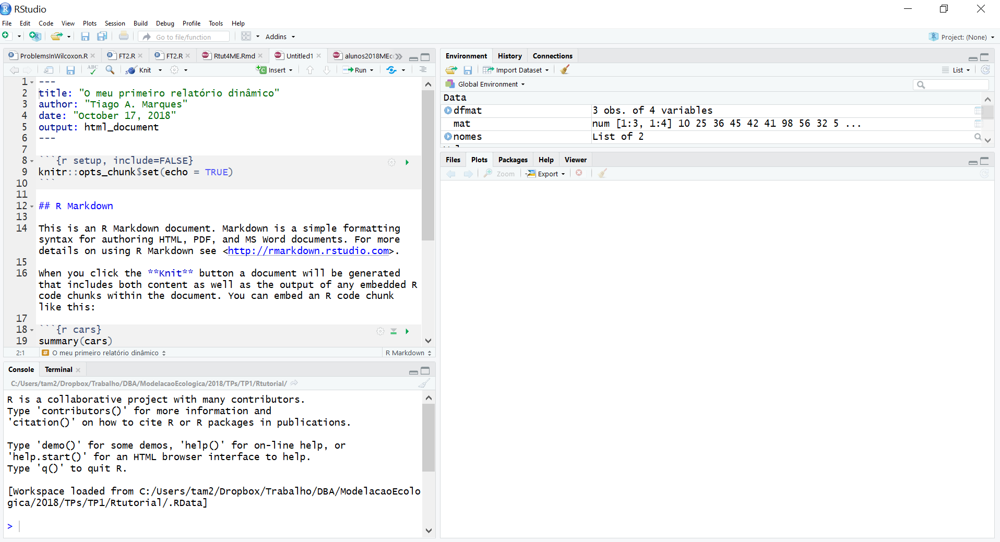 RStudio
File Edit Code View Plots Session Build Debug Profile Tools Help
Go to file/function Addins Project: (None)
ProblemsInWilcoxon.R FT2.R FT2.R Rtut4ME.Rmd Untitled1 alunos2018MEc
ABC Knit Insert Run
1 ---
2 title: "O meu primeiro relatório dinâmico"
3 author: "Tiago A. Marques"
4 date: "October 17, 2018"
5 output: html_document
6 ---
7
8 ```{r setup, include=FALSE}
9 knitr::opts_chunk$set(echo = TRUE)
10 ```
11
12 ## R Markdown
13
14 This is an R Markdown document. Markdown is a simple formatting
syntax for authoring HTML, PDF, and MS Word documents. For more
details on using R Markdown see <http://rmarkdown.rstudio.com>.
15
16 When you click the **Knit** button a document will be generated
that includes both content as well as the output of any embedded R
code chunks within the document. You can embed an R code chunk
like this:
17
18 ```{r cars}
19 summary(cars)
2:1 # O meu primeiro relatório dinâmico R Markdown
Console Terminal
C:/Users/tam2/Dropbox/Trabalho/DBA/ModelacaoEcologica/2018/TPs/TP1/Rtutorial/
R is a collaborative project with many contributors.
Type 'contributors()' for more information and
'citation()' on how to cite R or R packages in publications.
Type 'demo()' for some demos, 'help()' for on-line help, or
'help.start()' for an HTML browser interface to help.
Type 'q()' to quit R.
[Workspace loaded from C:/Users/tam2/Dropbox/Trabalho/DBA/ModelacaoEcolo
gica/2018/TPs/TP1/Rtutorial/.RData]
>
Environment History Connections
Import Dataset List
Global Environment
Data
dfmat 3 obs. of 4 variables
mat num [1:3, 1:4] 10 25 36 45 42 41 98 56 32 5 ...
nomes List of 2
Files Plots Packages Help Viewer
Zoom Export